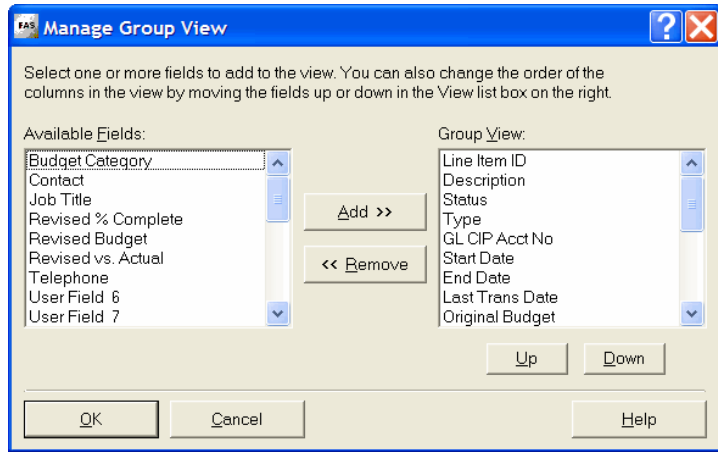 FAS Manage Group View
Select one or more fields to add to the view. You can also change the order of the
columns in the view by moving the fields up or down in the View list box on the right.
Available Fields:
Budget Category
Contact
Job Title
Revised % Complete
Revised Budget
Revised vs. Actual
Telephone
User Field 6
User Field 7
Add >>
<< Remove
Group View:
Line Item ID
Description
Status
Type
GL CIP Acct No
Start Date
End Date
Last Trans Date
Original Budget
Up Down
OK Cancel Help